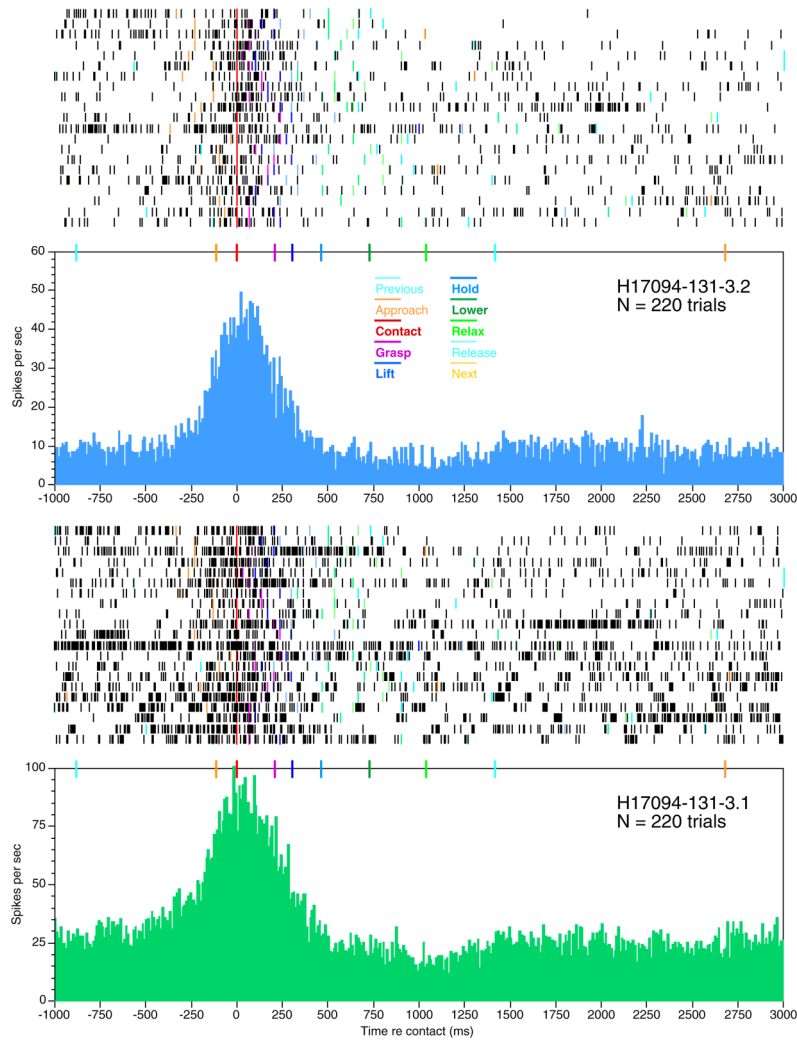 60
50
40
30
20
10
0
Spikes per sec
H17094-131-3.2
N = 220 trials
Previous
Hold
Approach
Lower
Contact
Relax
Grasp
Release
Lift
Next
-1000 -750 -500 -250 0 250 500 750 1000 1250 1500 1750 2000 2250 2500 2750 3000
100
75
50
25
0
Spikes per sec
H17094-131-3.1
N = 220 trials
-1000 -750 -500 -250 0 250 500 750 1000 1250 1500 1750 2000 2250 2500 2750 3000
Time re contact (ms)